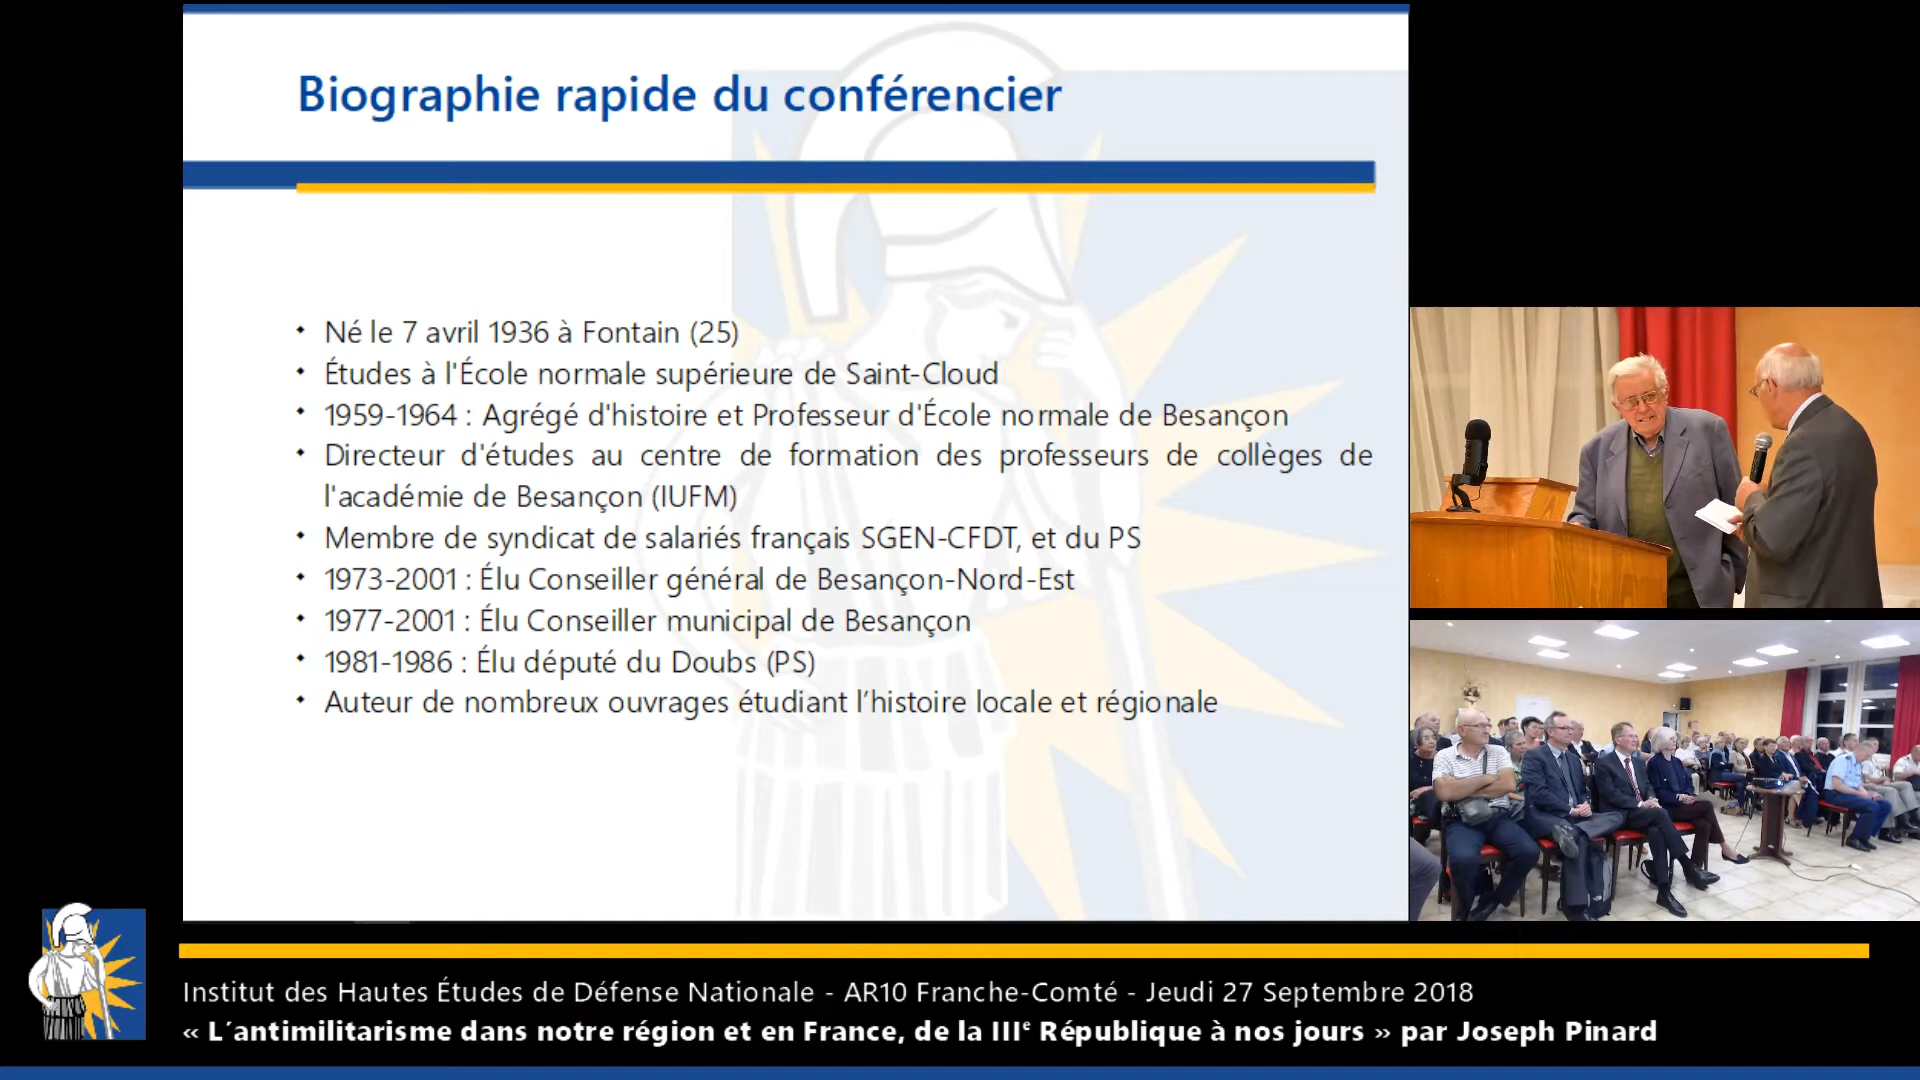 Biographie rapide du conférencier
• Né le 7 avril 1936 à Fontain (25)
• Études à l'École normale supérieure de Saint-Cloud
• 1959-1964 : Agrégé d'histoire et Professeur d'École normale de Besançon
• Directeur d'études au centre de formation des professeurs de collèges de
l'académie de Besançon (IUFM)
• Membre de syndicat de salariés français SGEN-CFDT, et du PS
• 1973-2001 : Élu Conseiller général de Besançon-Nord-Est
• 1977-2001 : Élu Conseiller municipal de Besançon
• 1981-1986 : Élu député du Doubs (PS)
• Auteur de nombreux ouvrages étudiant l’histoire locale et régionale
Institut des Hautes Études de Défense Nationale - AR10 Franche-Comté - Jeudi 27 Septembre 2018
« L´antimilitarisme dans notre région et en France, de la IIIᵉ République à nos jours » par Joseph Pinard